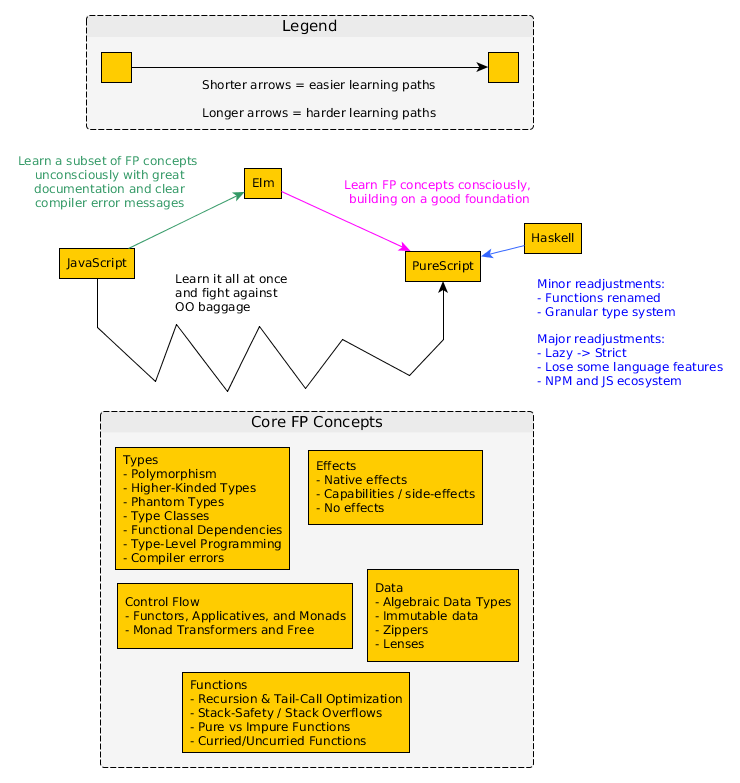 Legend
Shorter arrows = easier learning paths
Longer arrows = harder learning paths
Learn a subset of FP concepts
unconsciously with great
documentation and clear
compiler error messages
Elm
Learn FP concepts consciously,
building on a good foundation
Haskell
JavaScript
PureScript
Learn it all at once
and fight against
OO baggage
Minor readjustments:
- Functions renamed
- Granular type system
Major readjustments:
- Lazy -> Strict
- Lose some language features
- NPM and JS ecosystem
Core FP Concepts
Types
- Polymorphism
- Higher-Kinded Types
- Phantom Types
- Type Classes
- Functional Dependencies
- Type-Level Programming
- Compiler errors
Effects
- Native effects
- Capabilities / side-effects
- No effects
Control Flow
- Functors, Applicatives, and Monads
- Monad Transformers and Free
Data
- Algebraic Data Types
- Immutable data
- Zippers
- Lenses
Functions
- Recursion & Tail-Call Optimization
- Stack-Safety / Stack Overflows
- Pure vs Impure Functions
- Curried/Uncurried Functions